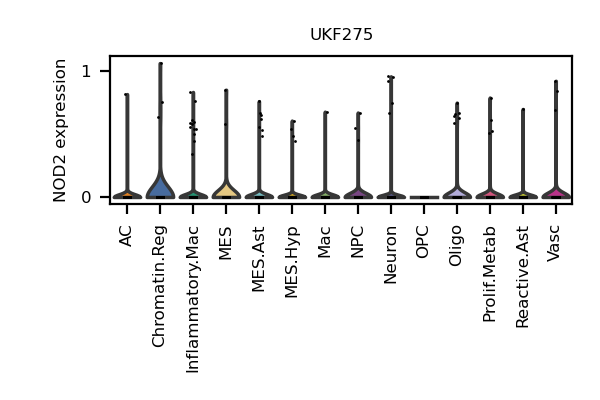 UKF275
NOD2 expression
1
0
AC
Chromatin.Reg
Inflammatory.Mac
MES
MES.Ast
MES.Hyp
Mac
NPC
Neuron
OPC
Oligo
Prolif.Metab
Reactive.Ast
Vasc